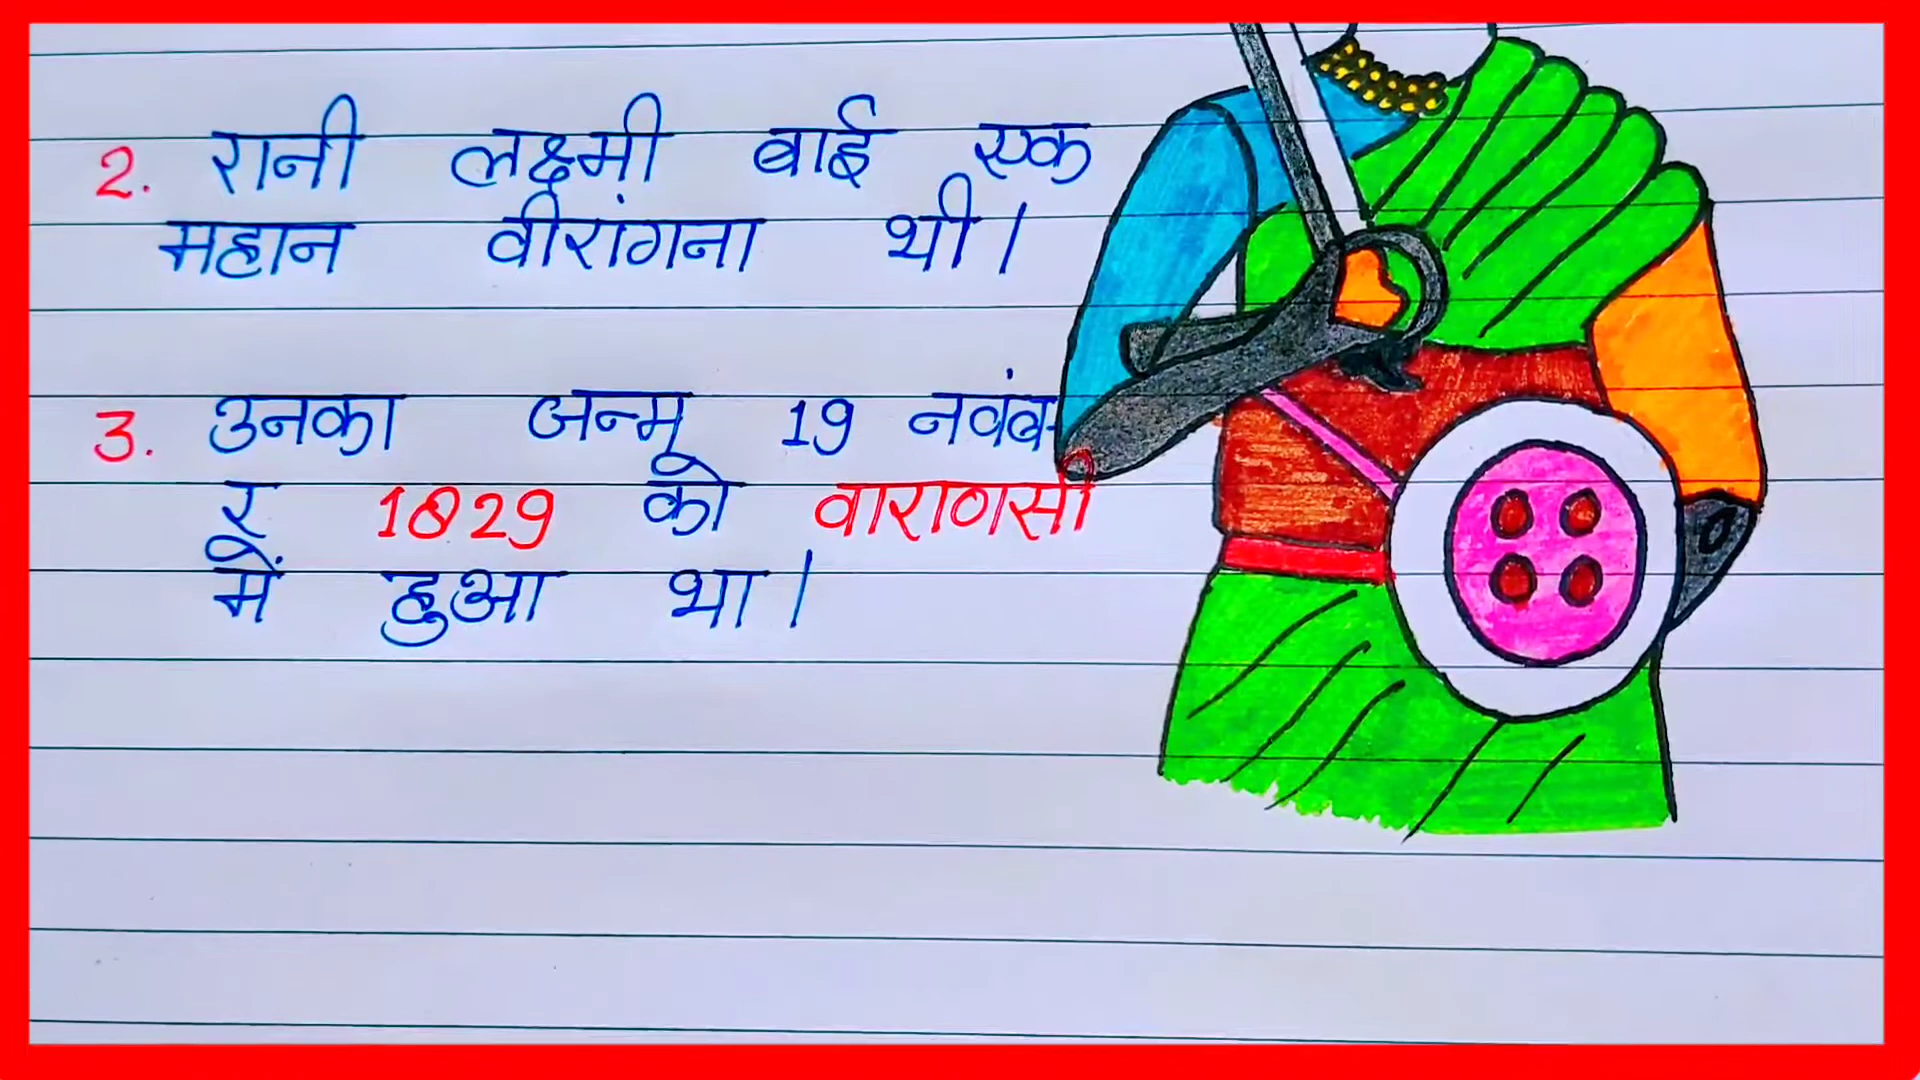 2. रानी लक्ष्मी बाई एक
महान वीरांगना थी।
3. उनका जन्म 19 नवंब-
र 1829 को वाराणसी
में हुआ था।